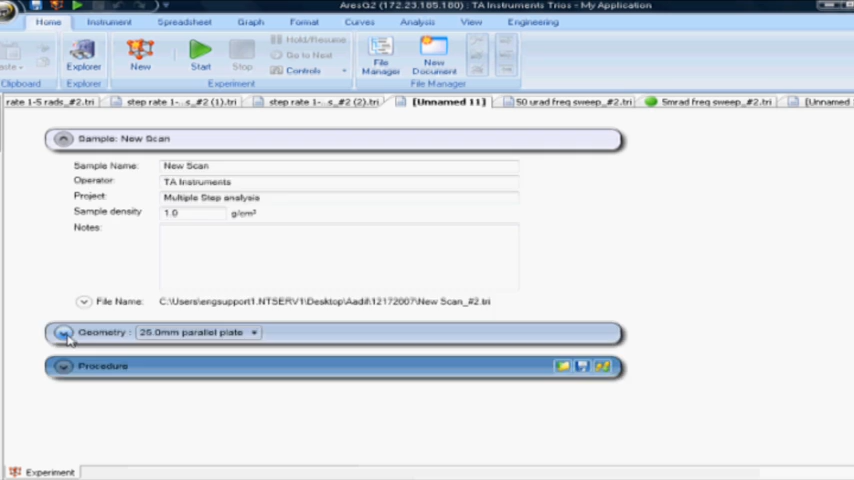 AresG2 (172.23.185.180) : TA Instruments Trios - My Application
Home Instrument Spreadsheet Graph Format Curves Analysis View Engineering
Paste Explorer New Start Stop Hold/Resume Go to Next Controls File Manager New Document
Clipboard Explorer Experiment File Manager
rate 1-5 rads_#2.tri step rate 1-..s_#2 (1).tri step rate 1-..s_#2 (2).tri [Unnamed 11] 50 urad freq sweep_#2.tri 5mrad freq sweep_#2.tri [Unnamed
Sample: New Scan
Sample Name: New Scan
Operator: TA Instruments
Project: Multiple Step analysis
Sample density 1.0 g/cm³
Notes:
File Name: C:\Users\engsupport1.NTSERV1\Desktop\Aadil\12172007\New Scan_#2.tri
Geometry : 25.0mm parallel plate
Procedure
Experiment